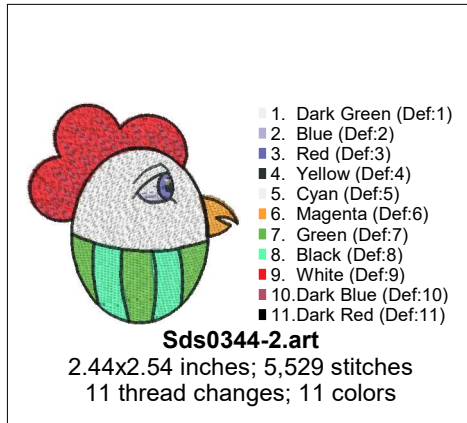 1. Dark Green (Def:1)
2. Blue (Def:2)
3. Red (Def:3)
4. Yellow (Def:4)
5. Cyan (Def:5)
6. Magenta (Def:6)
7. Green (Def:7)
8. Black (Def:8)
9. White (Def:9)
10.Dark Blue (Def:10)
11.Dark Red (Def:11)
Sds0344-2.art
2.44x2.54 inches; 5,529 stitches
11 thread changes; 11 colors